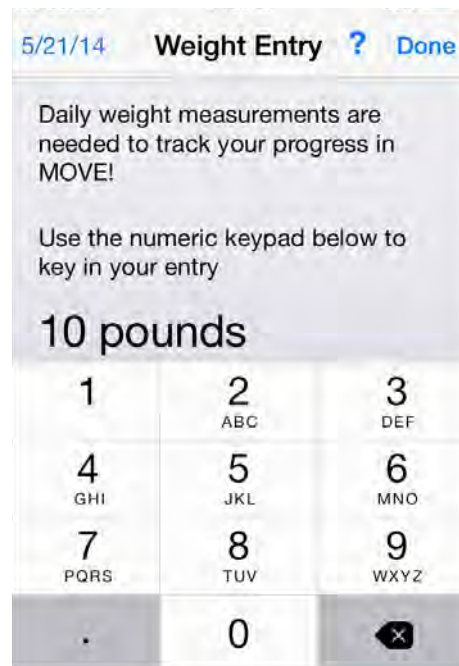 5/21/14 Weight Entry ? Done
Daily weight measurements are
needed to track your progress in
MOVE!
Use the numeric keypad below to
key in your entry
10 pounds
1 2 3
ABC DEF
4 5 6
GHI JKL MNO
7 8 9
PQRS TUV WXYZ
. 0